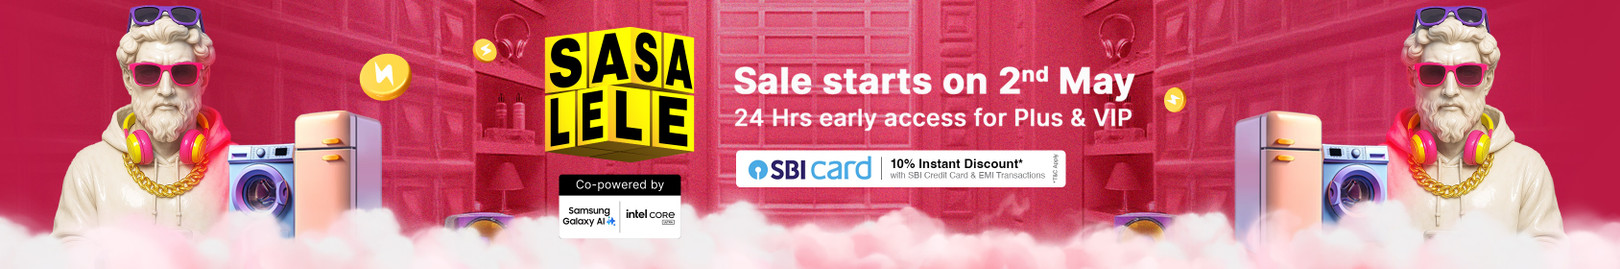 SASA
LELE
Co-powered by
Samsung
Galaxy AI
intel CORE
Sale starts on 2nd May
24 Hrs early access for Plus & VIP
SBI card
10% Instant Discount*
with SBI Credit Card & EMI Transactions
*T&C Apply